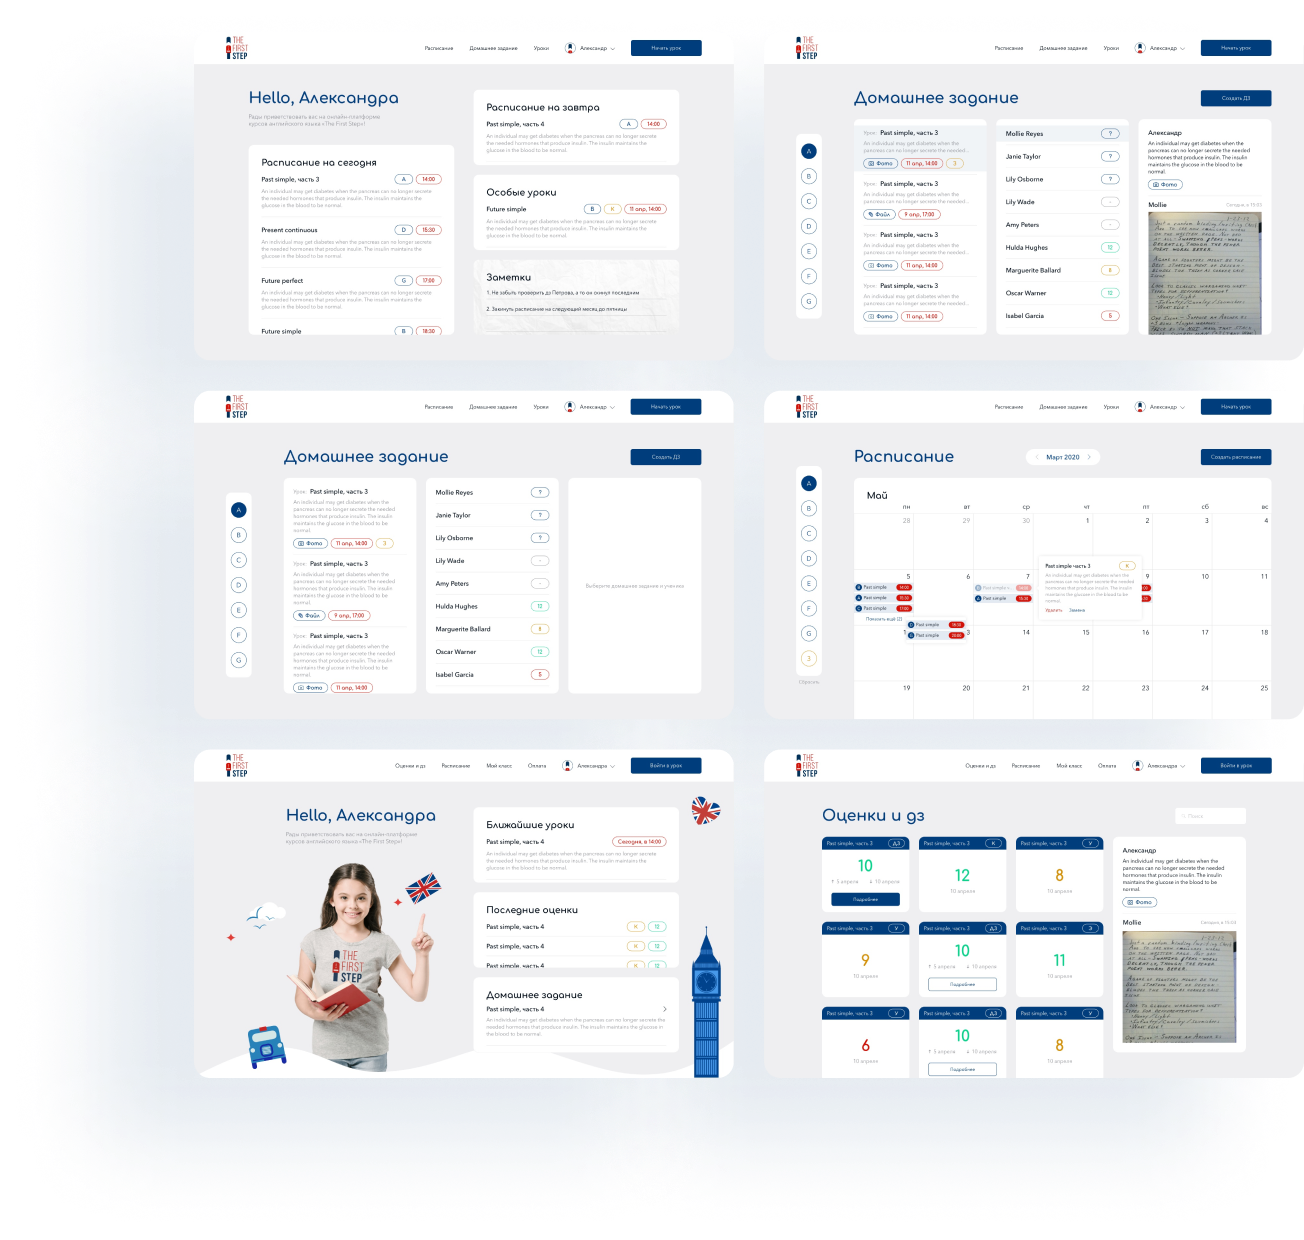 THE
FIRST
STEP
Расписание
Домашнее задание
Уроки
Александр
Начать урок
Hello, Александра
Рады приветствовать вас на онлайн-платформе
курсов английского языка «The First Step»!
Расписание на сегодня
Past simple, часть 3
A
14:00
An individual may get diabetes when the pancreas can no longer secrete
the needed hormones that produce insulin. The insulin maintains the
glucose in the blood to be normal.
Present continuous
D
15:30
An individual may get diabetes when the pancreas can no longer secrete
the needed hormones that produce insulin. The insulin maintains the
glucose in the blood to be normal.
Future perfect
G
17:00
An individual may get diabetes when the pancreas can no longer secrete
the needed hormones that produce insulin. The insulin maintains the
glucose in the blood to be normal.
Future simple
B
18:30
Расписание на завтра
Past simple, часть 4
A
14:00
An individual may get diabetes when the pancreas can no longer secrete
the needed hormones that produce insulin. The insulin maintains the
glucose in the blood to be normal.
Особые уроки
Future simple
B
K
11 апр, 14:00
An individual may get diabetes when the pancreas can no longer secrete
the needed hormones that produce insulin. The insulin maintains the
glucose in the blood to be normal.
Заметки
1. Не забыть проверить дз Петрова, а то он скинул последним
2. Закинуть расписание на следующий месяц до пятницы
THE
FIRST
STEP
Расписание
Домашнее задание
Уроки
Александр
Начать урок
Домашнее задание
Создать ДЗ
A
B
C
D
E
F
G
Урок: Past simple, часть 3
An individual may get diabetes when the
pancreas can no longer secrete the needed...
Фото
11 апр, 14:00
3
Урок: Past simple, часть 3
An individual may get diabetes when the
pancreas can no longer secrete the needed...
Файл
9 апр, 17:00
Урок: Past simple, часть 3
An individual may get diabetes when the
pancreas can no longer secrete the needed...
Фото
11 апр, 14:00
Урок: Past simple, часть 3
An individual may get diabetes when the
pancreas can no longer secrete the needed...
Фото
11 апр, 14:00
Mollie Reyes
?
Janie Taylor
?
Lily Osborne
?
Lily Wade
-
Amy Peters
-
Hulda Hughes
12
Marguerite Ballard
8
Oscar Warner
12
Isabel Garcia
5
Александр
An individual may get diabetes when the
pancreas can no longer secrete the needed
hormones that produce insulin. The insulin
maintains the glucose in the blood to be
normal.
Фото
Mollie
THE
FIRST
STEP
Расписание
Домашнее задание
Уроки
Александр
Начать урок
Домашнее задание
Создать ДЗ
A
B
C
D
E
F
G
Урок: Past simple, часть 3
An individual may get diabetes when the
pancreas can no longer secrete the needed
hormones that produce insulin. The insulin
maintains the glucose in the blood to be
normal.
Фото
11 апр, 14:00
3
Урок: Past simple, часть 3
An individual may get diabetes when the
pancreas can no longer secrete the needed
hormones that produce insulin. The insulin
maintains the glucose in the blood to be
normal.
Файл
9 апр, 17:00
Урок: Past simple, часть 3
An individual may get diabetes when the
pancreas can no longer secrete the needed
hormones that produce insulin. The insulin
maintains the glucose in the blood to be
normal.
Фото
11 апр, 14:00
Mollie Reyes
?
Janie Taylor
?
Lily Osborne
?
Lily Wade
-
Amy Peters
-
Hulda Hughes
12
Marguerite Ballard
8
Oscar Warner
12
Isabel Garcia
5
Выберите домашнее задание и ученика
THE
FIRST
STEP
Расписание
Домашнее задание
Уроки
Александр
Начать урок
Расписание
Март 2020
Создать расписание
A
B
C
D
E
F
G
З
Сбросить
Май
пн
вт
ср
чт
пт
сб
вс
28
29
30
1
2
3
4
5
6
7
9
10
11
A Past simple 14:00
A Past simple 15:30
C Past simple 17:00
Показать ещё (2)
D Past simple 18:30
G Past simple 20:00
A Past simple 15:30
Past simple часть 3
K
An individual may get diabetes when the
pancreas can no longer secrete the needed
hormones that produce insulin. The insulin
maintains the glucose in the blood to be
normal.
Удалить
Замена
3
14
15
16
17
18
19
20
21
22
23
24
25
THE
FIRST
STEP
Оценки и дз
Расписание
Мой класс
Оплата
Александра
Войти в урок
Hello, Александра
Рады приветствовать вас на онлайн-платформе
курсов английского языка «The First Step»!
THE
FIRST
STEP
Ближайшие уроки
Past simple, часть 4
Сегодня, в 14:00
An individual may get diabetes when the pancreas can no longer secrete
the needed hormones that produce insulin. The insulin maintains the
glucose in the blood to be normal.
Последние оценки
Past simple, часть 4
K
12
Past simple, часть 4
K
12
Past simple, часть 4
K
12
Домашнее задание
Past simple, часть 4
An individual may get diabetes when the pancreas can no longer secrete the
needed hormones that produce insulin. The insulin maintains the glucose in
the blood to be normal.
THE
FIRST
STEP
Оценки и дз
Расписание
Мой класс
Оплата
Александра
Войти в урок
Оценки и дз
Поиск
Past simple, часть 3
ДЗ
10
5 апреля
10 апреля
Подробнее
Past simple, часть 3
К
12
10 апреля
Past simple, часть 3
У
8
10 апреля
Past simple, часть 3
У
9
10 апреля
Past simple, часть 3
ДЗ
10
5 апреля
10 апреля
Подробнее
Past simple, часть 3
Э
11
10 апреля
Past simple, часть 3
У
6
10 апреля
Past simple, часть 3
ДЗ
10
5 апреля
10 апреля
Подробнее
Past simple, часть 3
У
8
10 апреля
Александр
An individual may get diabetes when the
pancreas can no longer secrete the needed
hormones that produce insulin. The insulin
maintains the glucose in the blood to be
normal.
Фото
Mollie